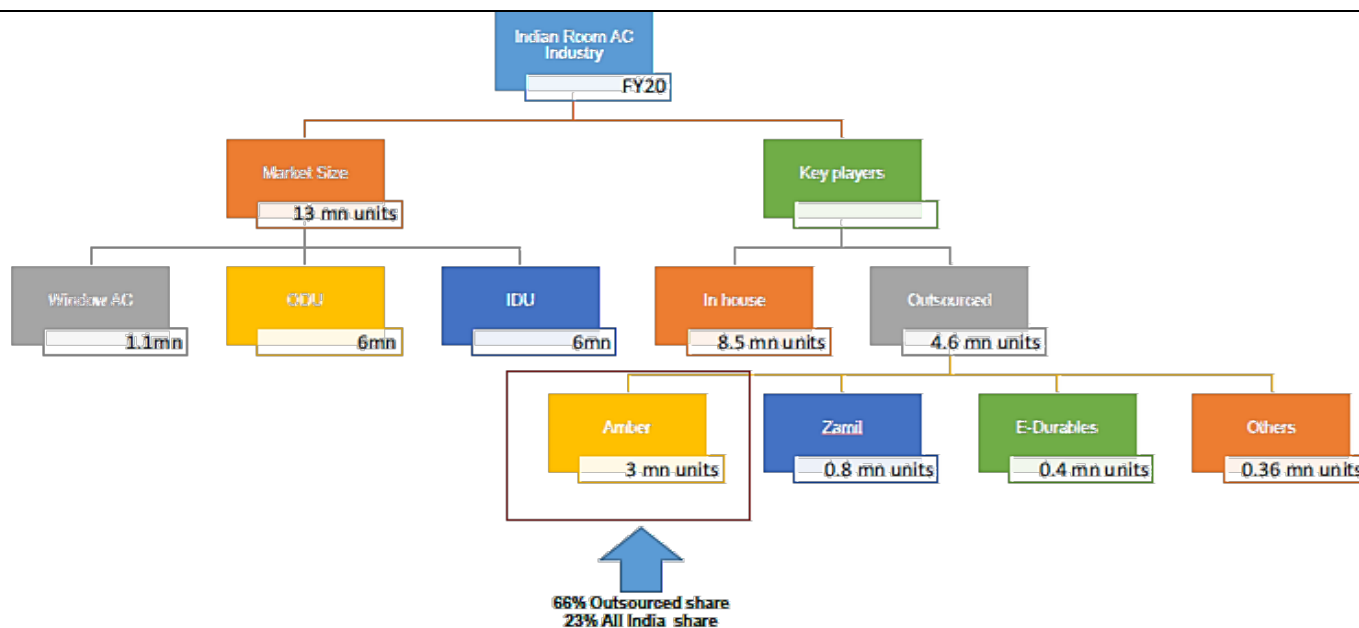 Indian Room AC
Industry
FY20
Market Size
13 mn units
Key players
Window AC
1.1mn
ODU
6mn
IDU
6mn
In house
8.5 mn units
Outsourced
4.6 mn units
Amber
3 mn units
Zamil
0.8 mn units
E-Durables
0.4 mn units
Others
0.36 mn units
66% Outsourced share
23% All India share